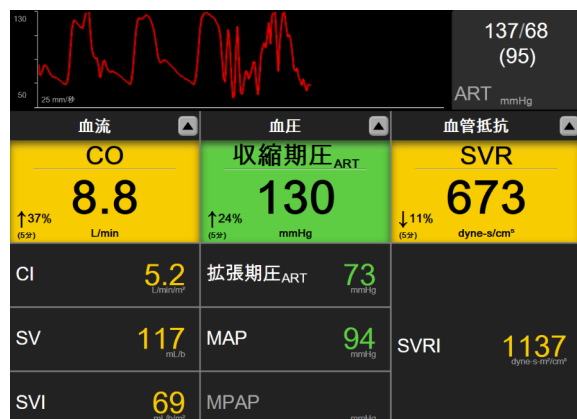 130
137/68
(95)
50
25 mm/秒
ART mmHg
血流
血圧
血管抵抗
CO
収縮期圧ART
SVR
8.8
130
673
↑37%
(5分)
L/min
↑24%
(5分)
mmHg
↓11%
(5分)
dyne-s/cm⁵
CI
5.2
L/min/m²
拡張期圧ART
73
mmHg
SV
117
mL/b
MAP
94
mmHg
SVRI
1137
dyne-s-m²/cm⁵
SVI
69
mL/b/m²
MPAP
mmHg